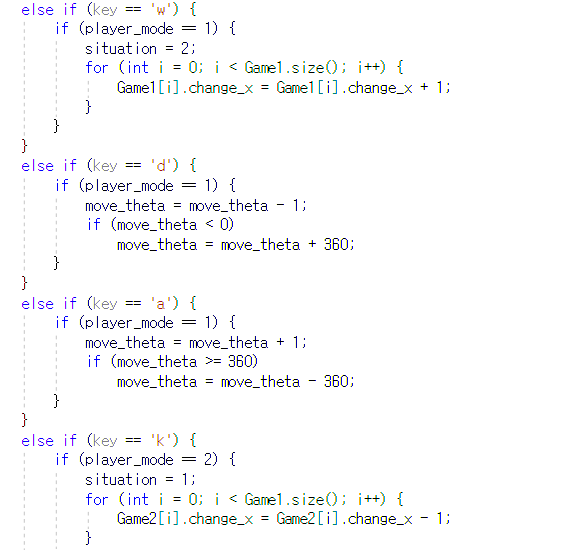 else if (key == 'w') {
if (player_mode == 1) {
situation = 2;
for (int i = 0; i < Game1.size(); i++) {
Game1[i].change_x = Game1[i].change_x + 1;
}
}
}
else if (key == 'd') {
if (player_mode == 1) {
move_theta = move_theta - 1;
if (move_theta < 0)
move_theta = move_theta + 360;
}
}
else if (key == 'a') {
if (player_mode == 1) {
move_theta = move_theta + 1;
if (move_theta >= 360)
move_theta = move_theta - 360;
}
}
else if (key == 'k') {
if (player_mode == 2) {
situation = 1;
for (int i = 0; i < Game1.size(); i++) {
Game2[i].change_x = Game2[i].change_x - 1;
}